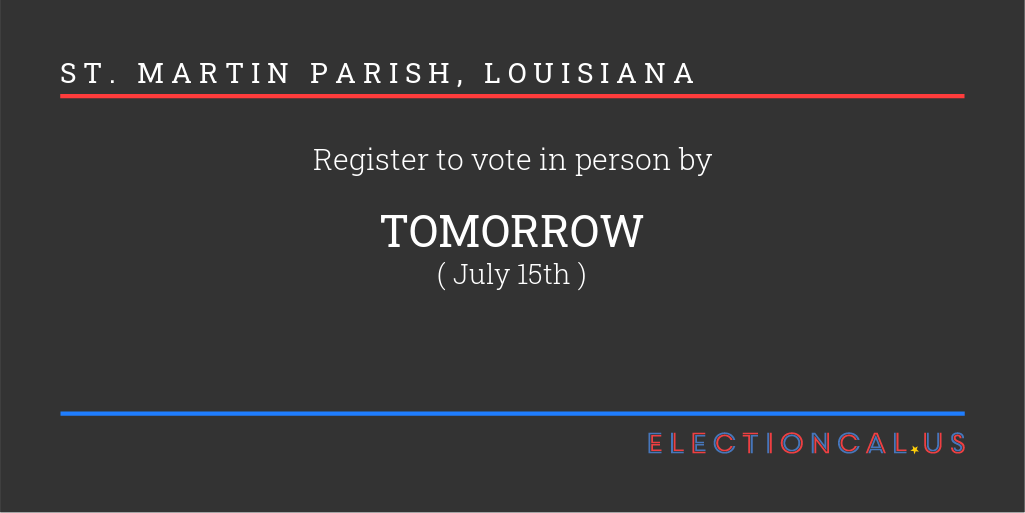 ST. MARTIN PARISH, LOUISIANA
Register to vote in person by
TOMORROW
( July 15th )
ELECTIONCAL.US